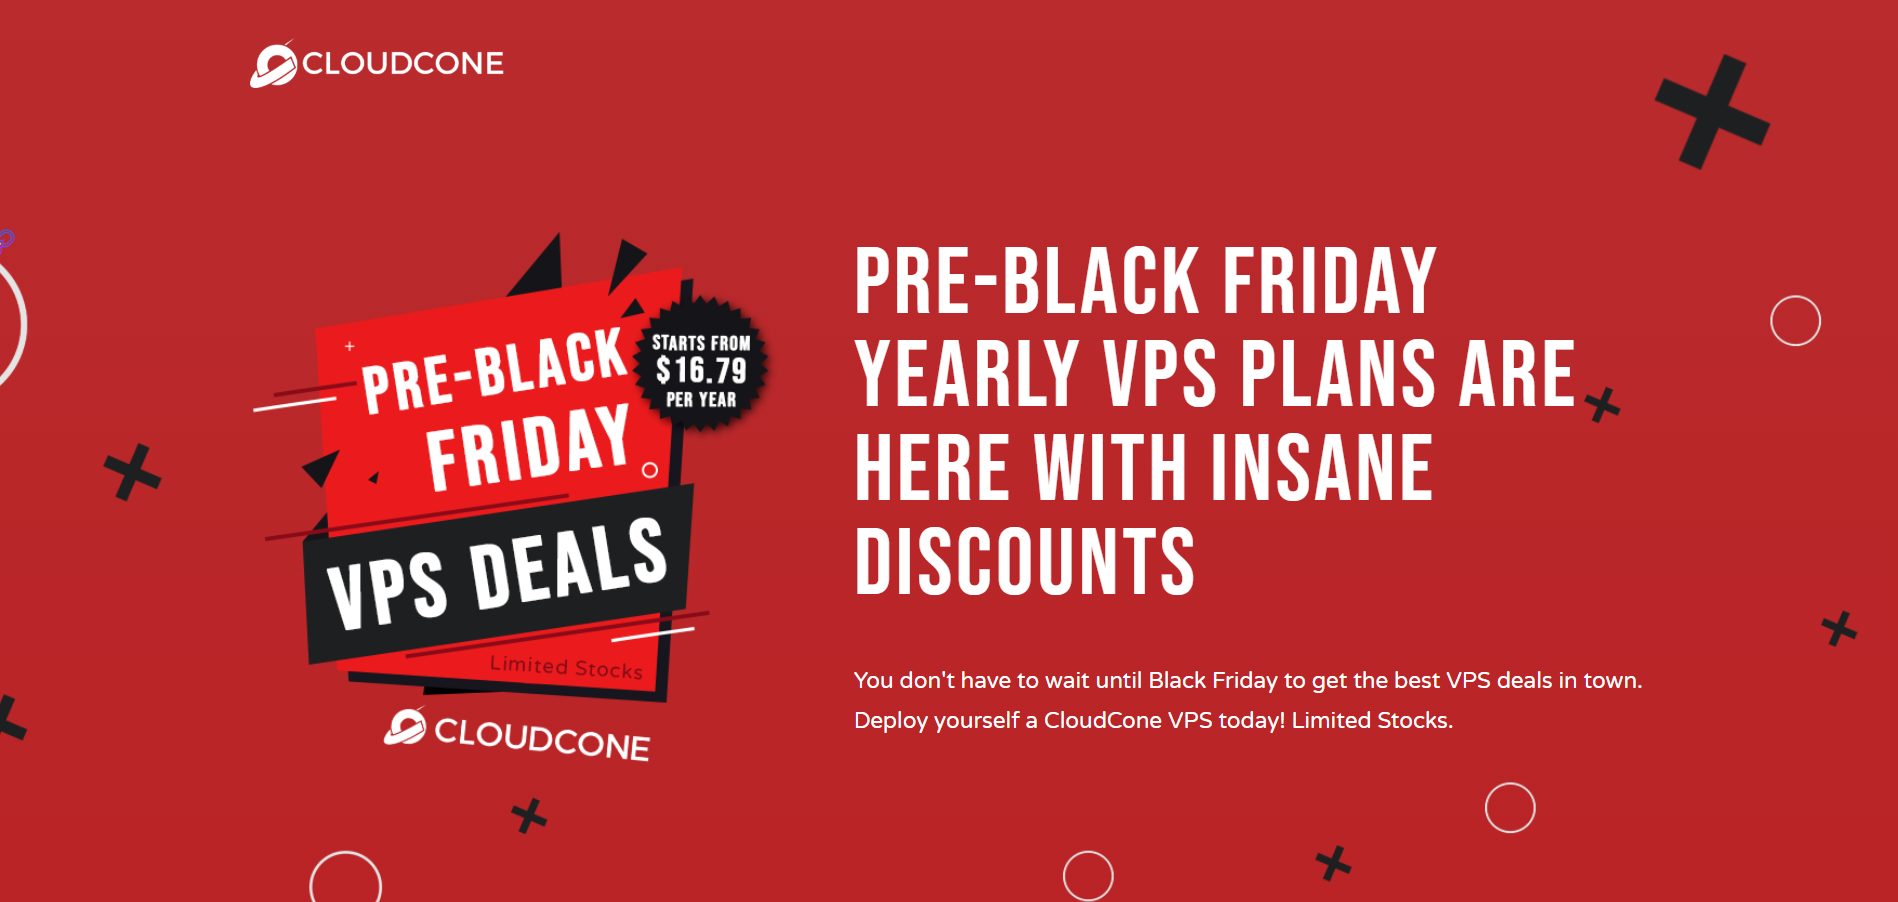 CLOUDCONE
PRE-BLACK
FRIDAY
VPS DEALS
STARTS FROM
$16.79
PER YEAR
Limited Stocks
CLOUDCONE
PRE-BLACK FRIDAY
YEARLY VPS PLANS ARE
HERE WITH INSANE
DISCOUNTS
You don't have to wait until Black Friday to get the best VPS deals in town.
Deploy yourself a CloudCone VPS today! Limited Stocks.